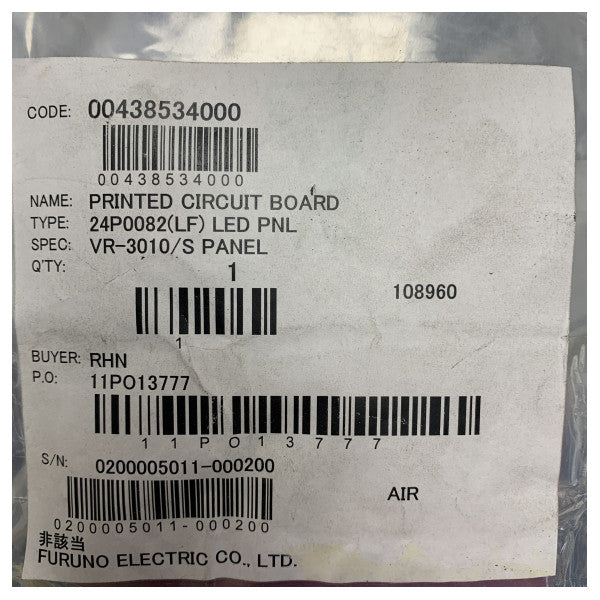 CODE: 00438534000
00438534000
NAME: PRINTED CIRCUIT BOARD
TYPE: 24P0082(LF) LED PNL
SPEC: VR-3010/S PANEL
Q'TY: 1
108960
1
BUYER: RHN
P.O: 11PO13777
11PO13777
S/N: 0200005011-000200
AIR
0200005011-000200
非該当
FURUNO ELECTRIC CO., LTD.